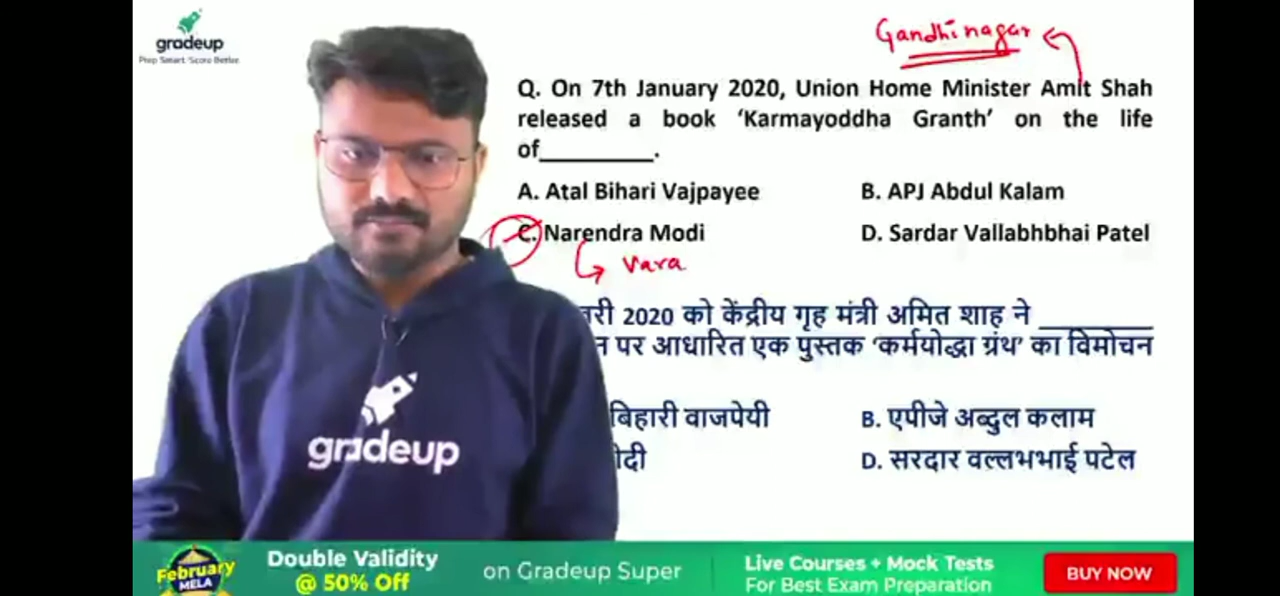 gradeup
Prep Smart. Score Better.
Gandhinagar
Q. On 7th January 2020, Union Home Minister Amit Shah
released a book ‘Karmayoddha Granth’ on the life
of_________.
A. Atal Bihari Vajpayee B. APJ Abdul Kalam
C. Narendra Modi D. Sardar Vallabhbhai Patel
Vara
वरी 2020 को केंद्रीय गृह मंत्री अमित शाह ने _________
न पर आधारित एक पुस्तक ‘कर्मयोद्धा ग्रंथ’ का विमोचन
बिहारी वाजपेयी B. एपीजे अब्दुल कलाम
ोदी D. सरदार वल्लभभाई पटेल
gradeup
February
MELA
Double Validity
@ 50% Off
on Gradeup Super
Live Courses + Mock Tests
For Best Exam Preparation
BUY NOW